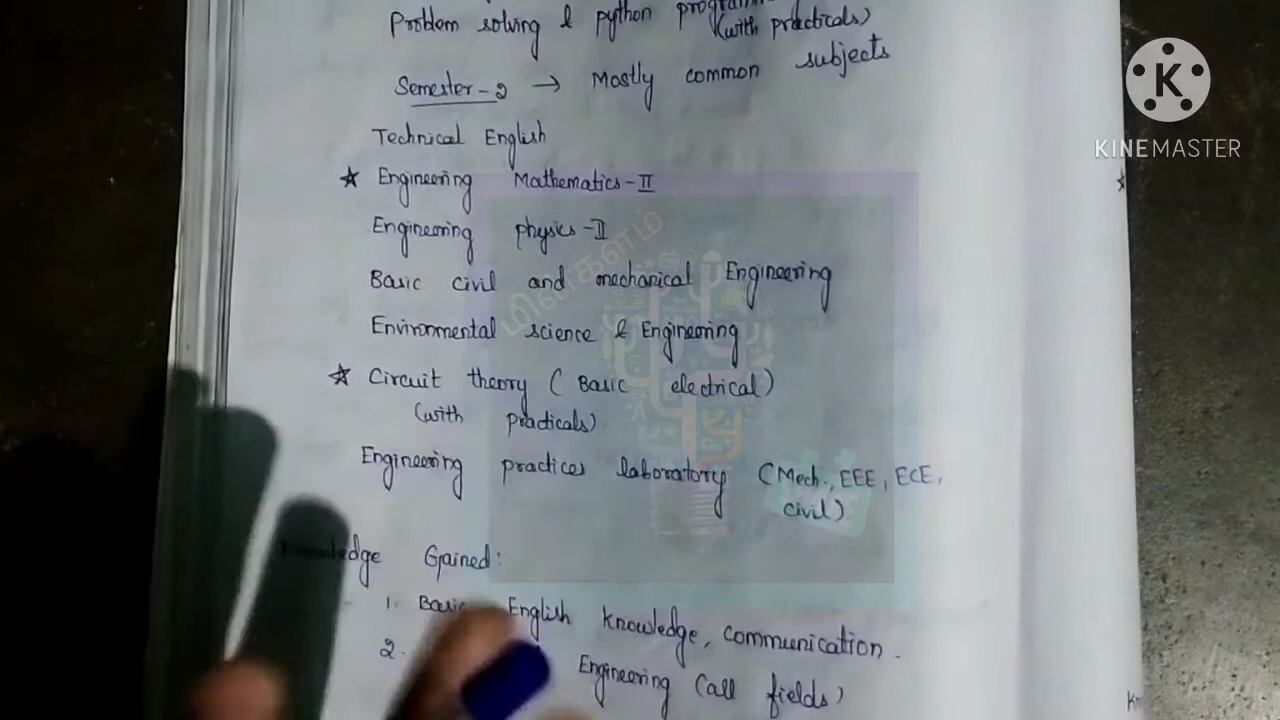 Problem solving & python
(with practicals)
Semester-2 → Mostly common subjects
Technical English
☆ Engineering Mathematics-II
Engineering physics-II
Basic civil and mechanical Engineering
Environmental science & Engineering
☆ Circuit theory (Basic electrical)
(with practicals)
Engineering practices laboratory (Mech., EEE, ECE,
civil)
Gained:
1. Basic English knowledge, communication.
2. Engineering (all fields)
K
KINEMASTER
மின்களம்